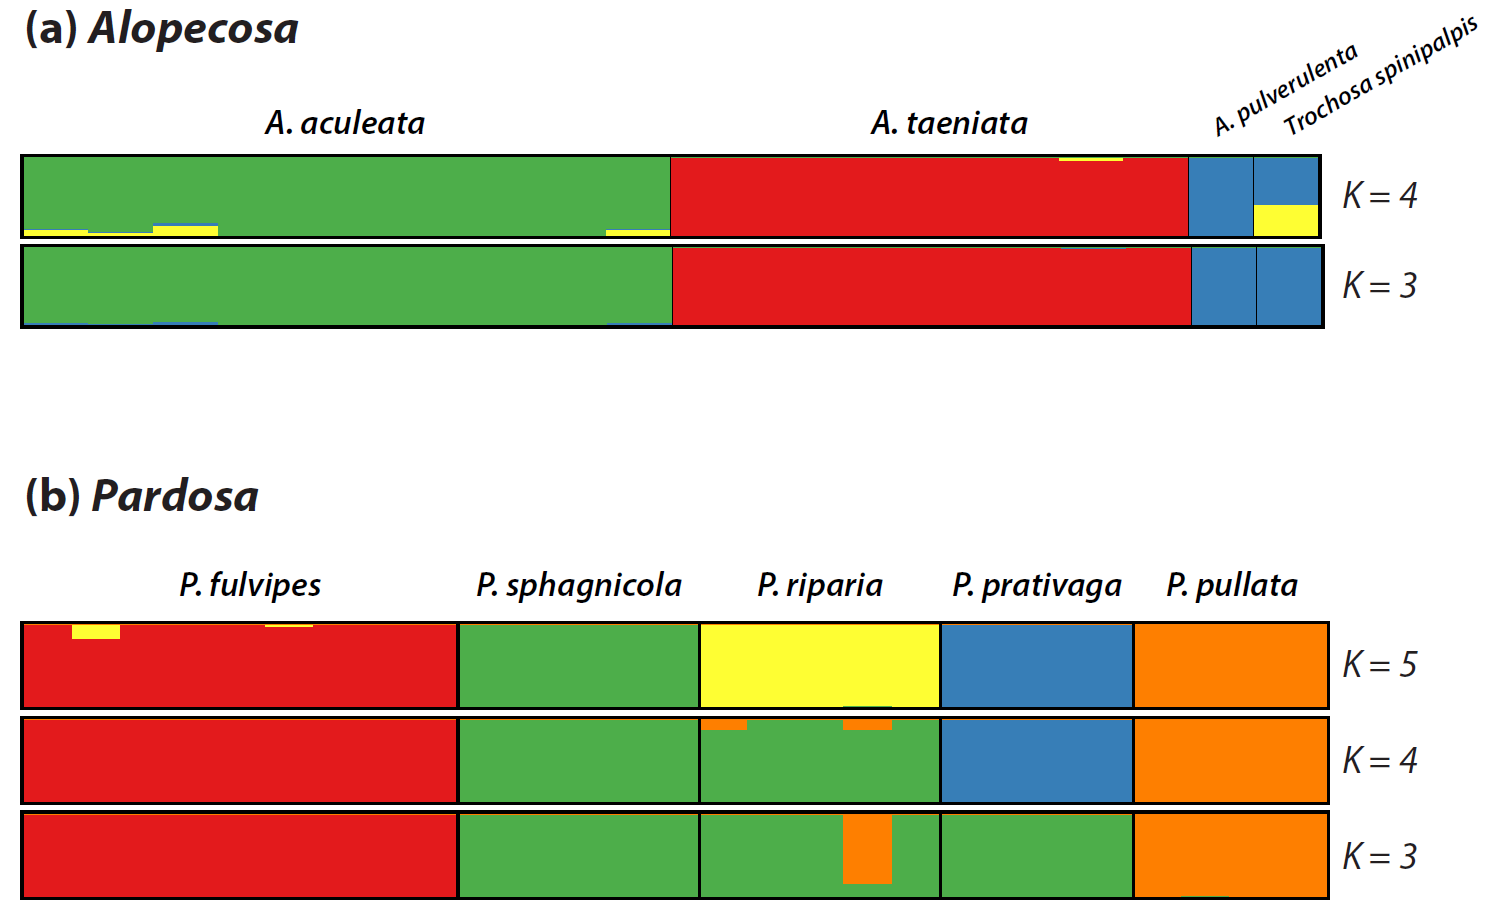 (a) Alopecosa
A. aculeata
A. taeniata
A. pulverulenta
Trochosa spinipalpis
K = 4
K = 3
(b) Pardosa
P. fulvipes
P. sphagnicola
P. riparia
P. prativaga
P. pullata
K = 5
K = 4
K = 3